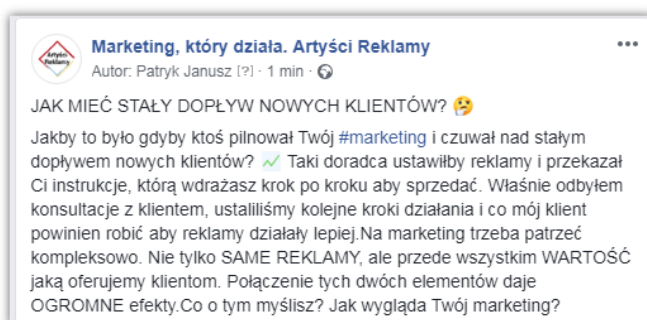 Artyści
Reklamy
Marketing, który działa. Artyści Reklamy
Autor: Patryk Janusz [?] · 1 min ·
JAK MIEĆ STAŁY DOPŁYW NOWYCH KLIENTÓW? 🤔
Jakby to było gdyby ktoś pilnował Twój #marketing i czuwał nad stałym
dopływem nowych klientów? 📈 Taki doradca ustawiłby reklamy i przekazał
Ci instrukcje, którą wdrażasz krok po kroku aby sprzedać. Właśnie odbyłem
konsultacje z klientem, ustaliliśmy kolejne kroki działania i co mój klient
powinien robić aby reklamy działały lepiej.Na marketing trzeba patrzeć
kompleksowo. Nie tylko SAME REKLAMY, ale przede wszystkim WARTOŚĆ
jaką oferujemy klientom. Połączenie tych dwóch elementów daje
OGROMNE efekty.Co o tym myślisz? Jak wygląda Twój marketing?